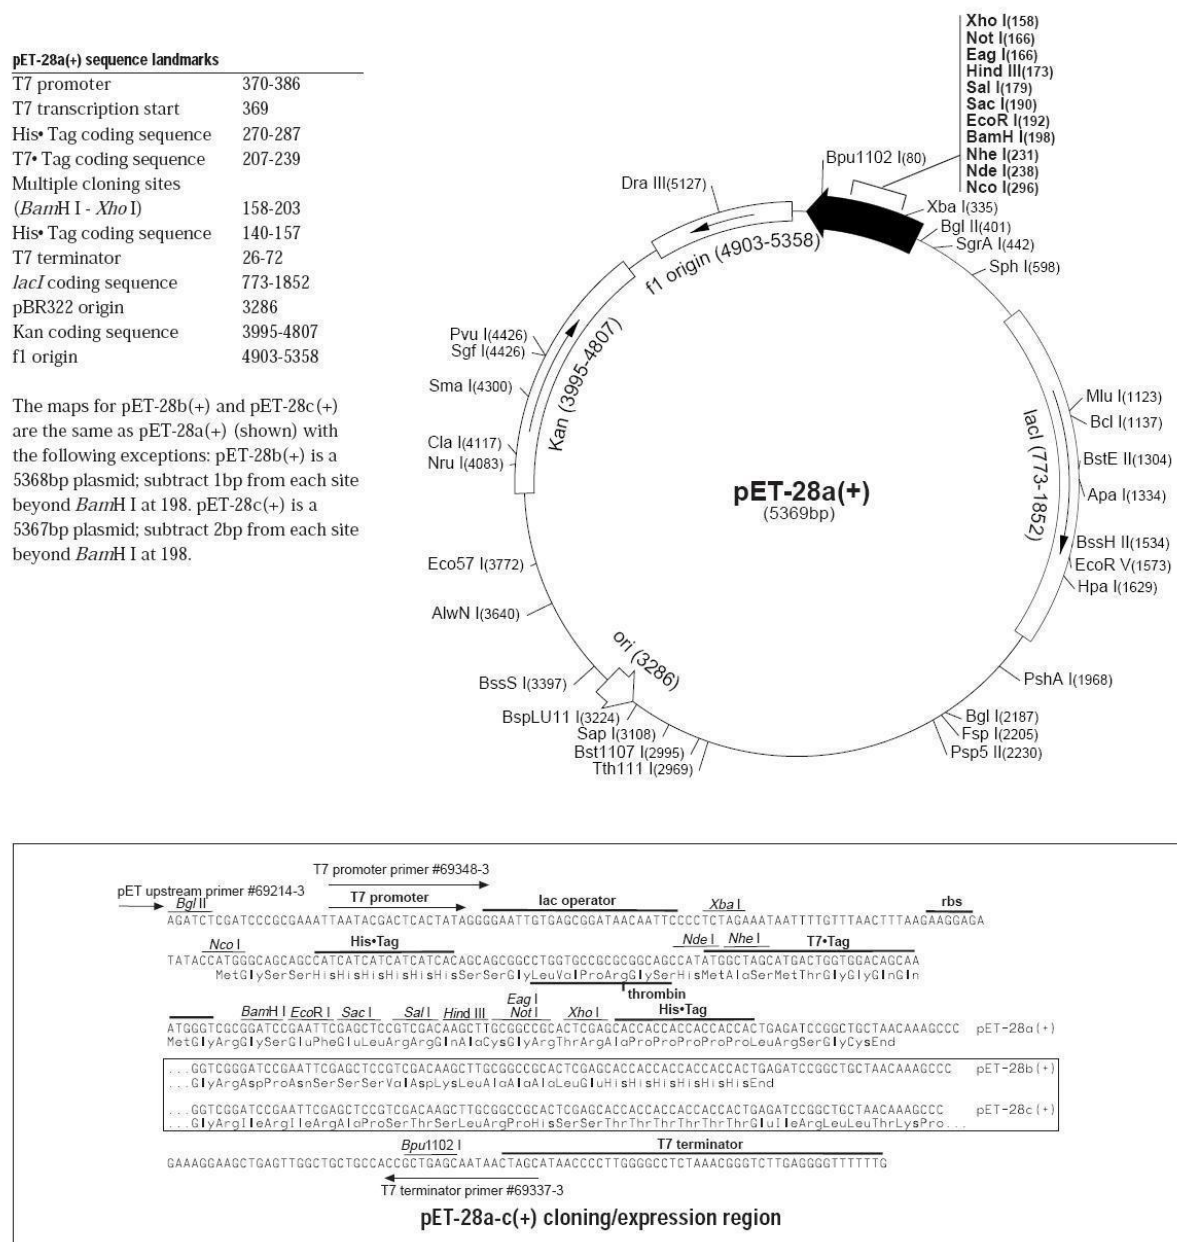 pET-28a(+) sequence landmarks
T7 promoter 370-386
T7 transcription start 369
His• Tag coding sequence 270-287
T7• Tag coding sequence 207-239
Multiple cloning sites
(BamH I - Xho I) 158-203
His• Tag coding sequence 140-157
T7 terminator 26-72
lacI coding sequence 773-1852
pBR322 origin 3286
Kan coding sequence 3995-4807
f1 origin 4903-5358
The maps for pET-28b(+) and pET-28c(+)
are the same as pET-28a(+) (shown) with
the following exceptions: pET-28b(+) is a
5368bp plasmid; subtract 1bp from each site
beyond BamH I at 198. pET-28c(+) is a
5367bp plasmid; subtract 2bp from each site
beyond BamH I at 198.
Xho I(158)
Not I(166)
Eag I(166)
Hind III(173)
Sal I(179)
Sac I(190)
EcoR I(192)
BamH I(198)
Nhe I(231)
Nde I(238)
Nco I(296)
Bpu1102 I(80)
Dra III(5127)
Xba I(335)
Bgl II(401)
SgrA I(442)
Sph I(598)
f1 origin (4903-5358)
Pvu I(4426)
Sgf I(4426)
Sma I(4300)
Kan (3995-4807)
Cla I(4117)
Nru I(4083)
Mlu I(1123)
Bcl I(1137)
lacI (773-1852)
BstE II(1304)
Apa I(1334)
pET-28a(+)
(5369bp)
BssH II(1534)
EcoR V(1573)
Hpa I(1629)
Eco57 I(3772)
AlwN I(3640)
ori (3286)
BssS I(3397)
PshA I(1968)
BspLU11 I(3224)
Sap I(3108)
Bst1107 I(2995)
Tth111 I(2969)
Bgl I(2187)
Fsp I(2205)
Psp5 II(2230)
T7 promoter primer #69348-3
pET upstream primer #69214-3
Bgl II T7 promoter lac operator Xba I rbs
AGATCTCGATCCCGCGAAATTAATACGACTCACTATAGGGGAATTGTGAGCGGATAACAATTCCCCTCTAGAAATAATTTTGTTTAACTTTAAGAAGGAGA
Nco I His•Tag Nde I Nhe I T7•Tag
TATACCATGGGCAGCAGCCATCATCATCATCATCACAGCAGCGGCCTGGTGCCGCGCGGCAGCCATATGGCTAGCATGACTGGTGGACAGCAA
MetGlySerSerHisHisHisHisHisHisSerSerGlyLeuValProArgGlySerHisMetAlaSerMetThrGlyGlyGlnGln
thrombin
BamH I EcoR I Sac I Sal I Hind III Eag I Not I Xho I His•Tag
ATGGGTCGCGGATCCGAATTCGAGCTCCGTCGACAAGCTTGCGGCCGCACTCGAGCACCACCACCACCACCACTGAGATCCGGCTGCTAACAAAGCCC pET-28a(+)
MetGlyArgGlySerGluPheGluLeuArgArgGlnAlaCysGlyArgThrArgAlaProProProProProLeuArgSerGlyCysEnd
...GGTCGGGATCCGAATTCGAGCTCCGTCGACAAGCTTGCGGCCGCACTCGAGCACCACCACCACCACCACTGAGATCCGGCTGCTAACAAAGCCC pET-28b(+)
...GlyArgAspProAsnSerSerSerValAspLysLeuAlaAlaAlaLeuGluHisHisHisHisHisHisEnd
...GGTCGGATCCGAATTCGAGCTCCGTCGACAAGCTTGCGGCCGCACTCGAGCACCACCACCACCACCACTGAGATCCGGCTGCTAACAAAGCCC pET-28c(+)
...GlyArgIleArgIleArgAlaProSerThrSerLeuArgProHisSerSerThrThrThrThrThrThrGluIleArgLeuLeuThrLysPro...
Bpu1102 I T7 terminator
GAAAGGAAGCTGAGTTGGCTGCTGCCACCGCTGAGCAATAACTAGCATAACCCCTTGGGGCCTCTAAACGGGTCTTGAGGGGTTTTTTG
T7 terminator primer #69337-3
pET-28a-c(+) cloning/expression region